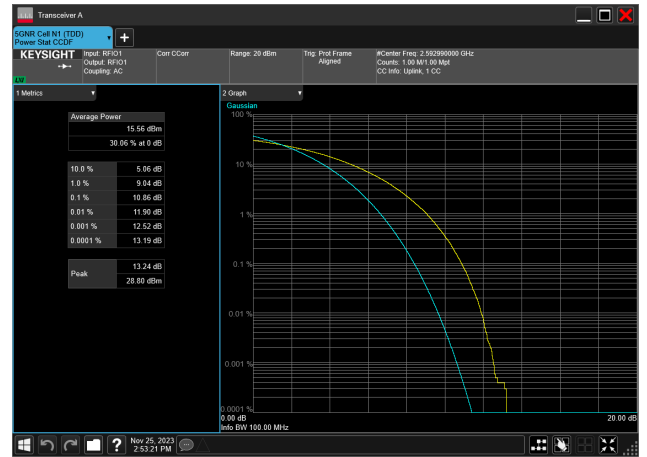 Transceiver A
5GNR Cell N1 (TDD)
Power Stat CCDF
KEYSIGHT
LXI
Input: RFIO1
Output: RFIO1
Coupling: AC
Corr CCorr
Range: 20 dBm
Trig: Prot Frame
Aligned
#Center Freq: 2.592990000 GHz
Counts: 1.00 M/1.00 Mpt
CC Info: Uplink, 1 CC
1 Metrics
Average Power
15.56 dBm
30.06 % at 0 dB
10.0 % 5.06 dB
1.0 % 9.04 dB
0.1 % 10.86 dB
0.01 % 11.90 dB
0.001 % 12.52 dB
0.0001 % 13.19 dB
Peak
13.24 dB
28.80 dBm
2 Graph
Gaussian
100 %
10 %
1 %
0.1 %
0.01 %
0.001 %
0.0001 %
0.00 dB
20.00 dB
Info BW 100.00 MHz
Nov 25, 2023
2:53:21 PM